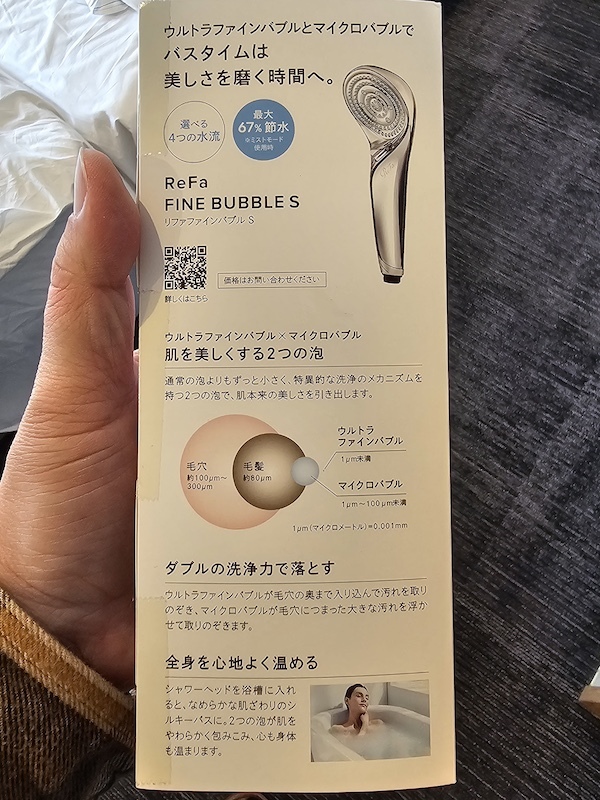 ウルトラファインバブルとマイクロバブルで
バスタイムは
美しさを磨く時間へ。
選べる
4つの水流
最大
67%節水
※ミストモード
使用時
ReFa
FINE BUBBLE S
リファファインバブル S
詳しくはこちら
価格はお問い合わせください
ウルトラファインバブル×マイクロバブル
肌を美しくする2つの泡
通常の泡よりもずっと小さく、特異的な洗浄のメカニズムを
持つ2つの泡で、肌本来の美しさを引き出します。
毛穴
約100μm〜
300μm
毛髪
約80μm
ウルトラ
ファインバブル
1μm未満
マイクロバブル
1μm〜100μm未満
1μm(マイクロメートル)=0.001mm
ダブルの洗浄力で落とす
ウルトラファインバブルが毛穴の奥まで入り込んで汚れを取り
のぞき、マイクロバブルが毛穴につまった大きな汚れを浮か
せて取りのぞきます。
全身を心地よく温める
シャワーヘッドを浴槽に入れ
ると、なめらかな肌ざわりのシ
ルキーバスに。2つの泡が肌を
やわらかく包みこみ、心も身体
も温まります。